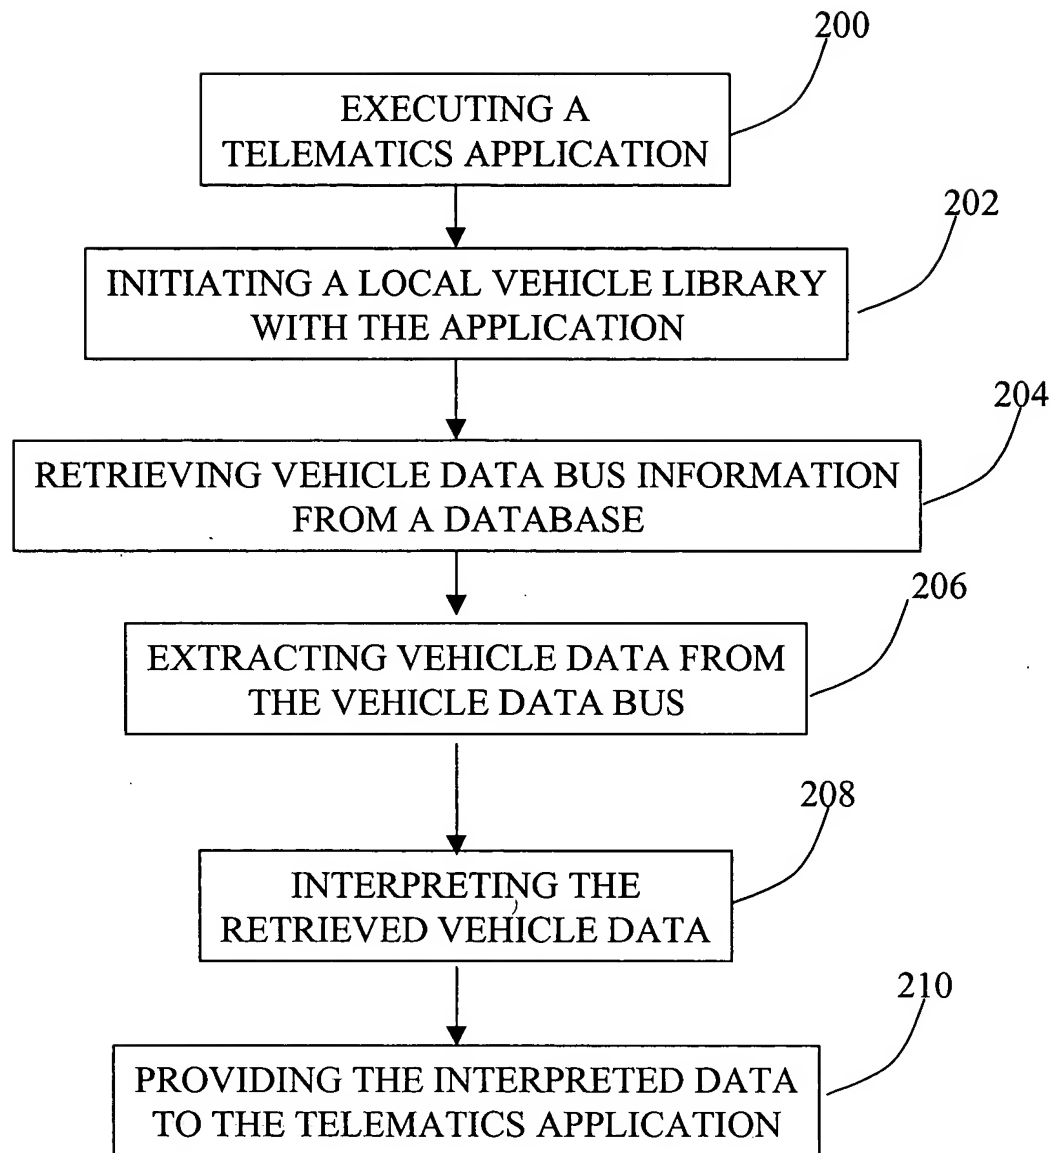 200
EXECUTING A
TELEMATICS APPLICATION
202
INITIATING A LOCAL VEHICLE LIBRARY
WITH THE APPLICATION
204
RETRIEVING VEHICLE DATA BUS INFORMATION
FROM A DATABASE
206
EXTRACTING VEHICLE DATA FROM
THE VEHICLE DATA BUS
208
INTERPRETING THE
RETRIEVED VEHICLE DATA
210
PROVIDING THE INTERPRETED DATA
TO THE TELEMATICS APPLICATION